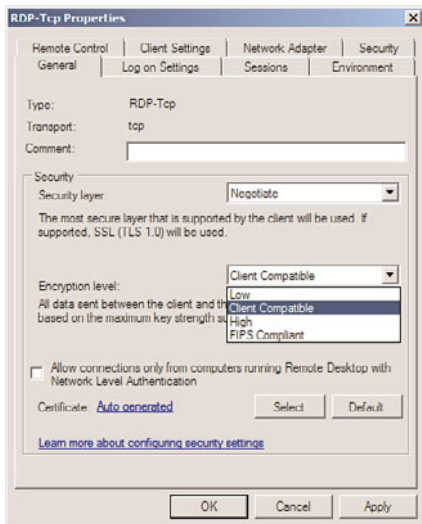 RDP-Tcp Properties
Remote Control
Client Settings
Network Adapter
Security
General
Log on Settings
Sessions
Environment
Type: RDP-Tcp
Transport: tcp
Comment:
Security
Security layer Negotiate
The most secure layer that is supported by the client will be used. If
supported, SSL (TLS 1.0) will be used.
Encryption level: Client Compatible
Low
Client Compatible
High
FIPS Compliant
All data sent between the client and th
based on the maximum key strength su
Allow connections only from computers running Remote Desktop with
Network Level Authentication
Certificate: Auto generated Select Default
Learn more about configuring security settings
OK Cancel Apply